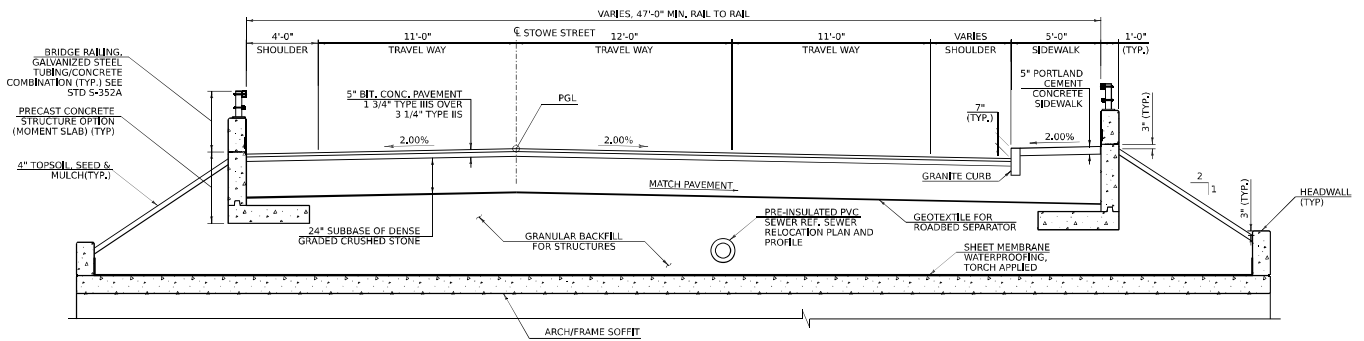 VARIES, 47'-0" MIN. RAIL TO RAIL
4'-0"
SHOULDER
11'-0"
TRAVEL WAY
℄ STOWE STREET
12'-0"
TRAVEL WAY
11'-0"
TRAVEL WAY
VARIES
SHOULDER
5'-0"
SIDEWALK
1'-0"
(TYP.)
BRIDGE RAILING,
GALVANIZED STEEL
TUBING/CONCRETE
COMBINATION (TYP.) SEE
STD S-352A
PRECAST CONCRETE
STRUCTURE OPTION
(MOMENT SLAB) (TYP)
4" TOPSOIL, SEED &
MULCH(TYP.)
5" BIT. CONC. PAVEMENT
1 3/4" TYPE IIIS OVER
3 1/4" TYPE IIS
PGL
5" PORTLAND
CEMENT
CONCRETE
SIDEWALK
7"
(TYP.)
3" (TYP.)
2.00%
2.00%
2.00%
GRANITE CURB
MATCH PAVEMENT
2
1
3" (TYP.)
HEADWALL
(TYP)
24" SUBBASE OF DENSE
GRADED CRUSHED STONE
GRANULAR BACKFILL
FOR STRUCTURES
PRE-INSULATED PVC
SEWER REF. SEWER
RELOCATION PLAN AND
PROFILE
GEOTEXTILE FOR
ROADBED SEPARATOR
SHEET MEMBRANE
WATERPROOFING,
TORCH APPLIED
ARCH/FRAME SOFFIT